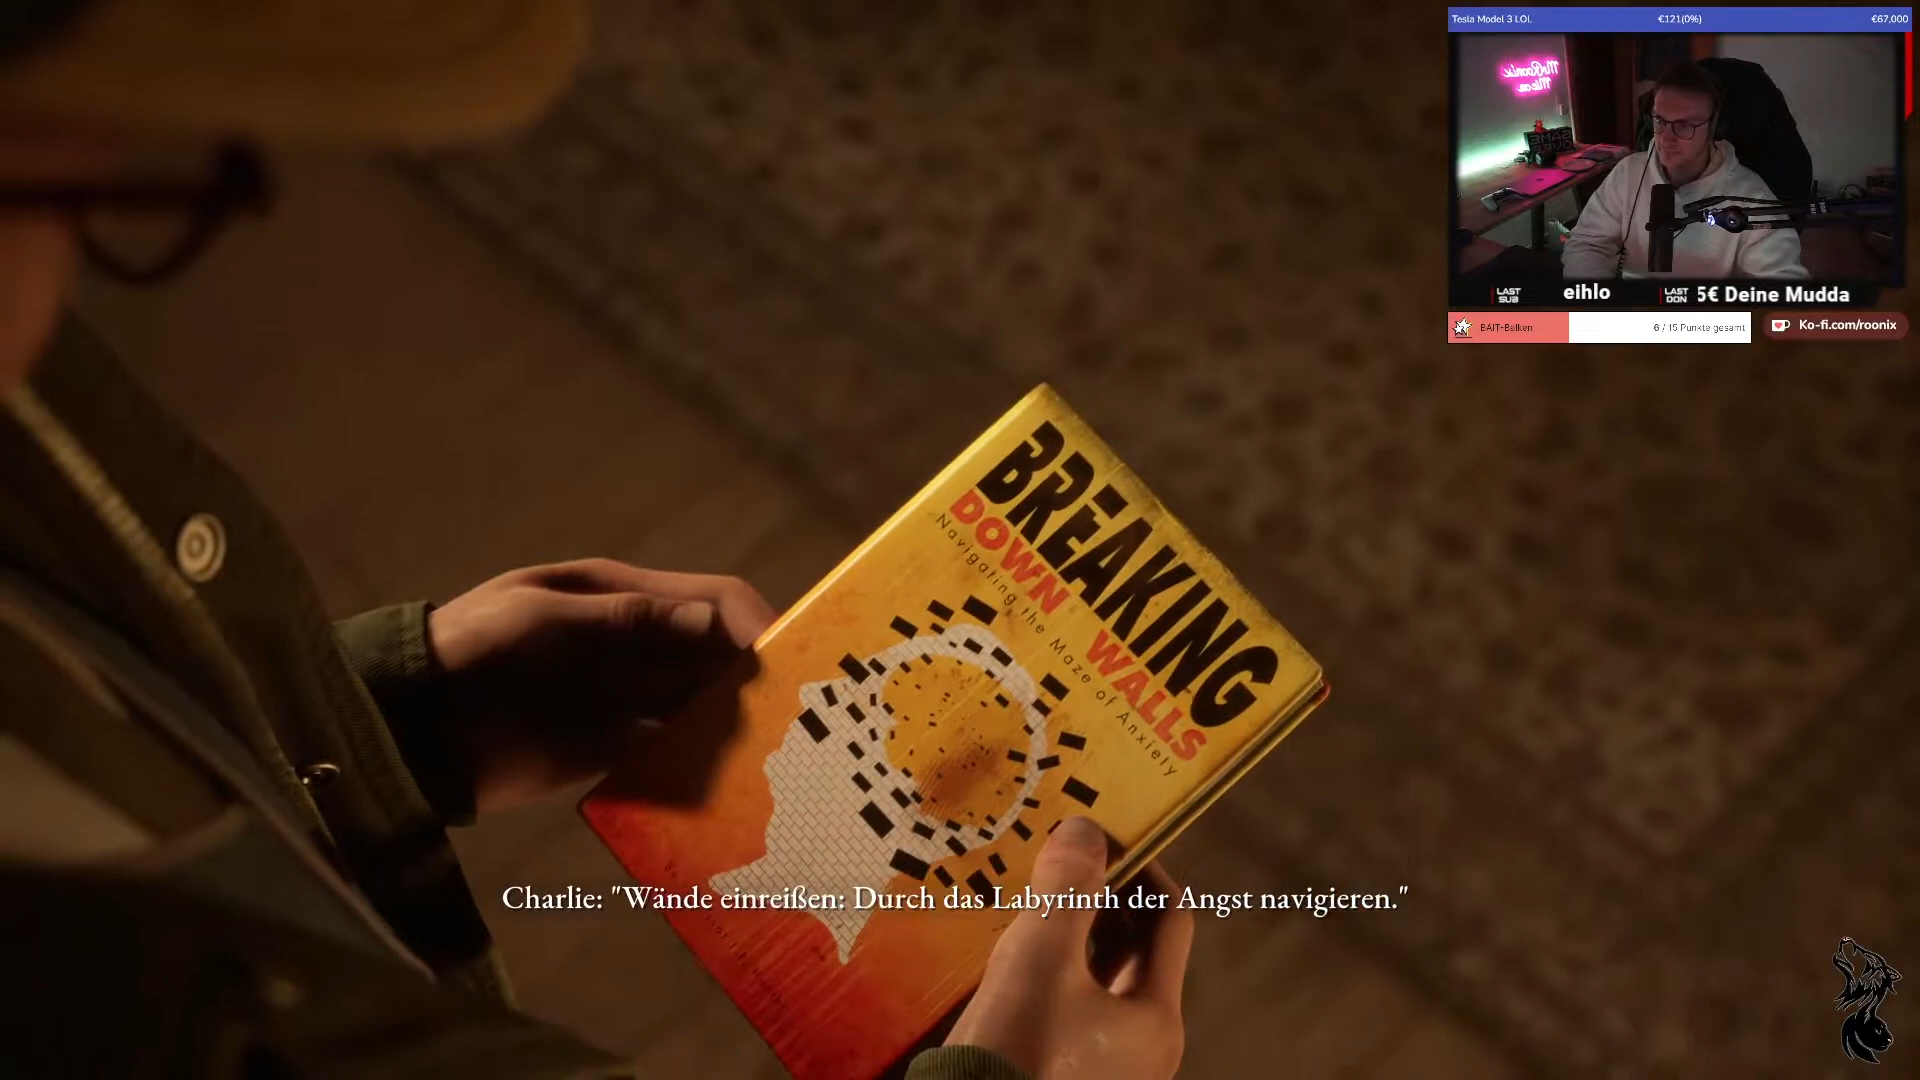 Tesla Model 3 LOL €121(0%) €67,000
MrRoonix
LAST SUB eihlo LAST DON 5€ Deine Mudda
BAIT-Balken 6 / 15 Punkte gesamt Ko-fi.com/roonix
BREAKING
DOWN WALLS
Navigating the Maze of Anxiety
Charlie: "Wände einreißen: Durch das Labyrinth der Angst navigieren."